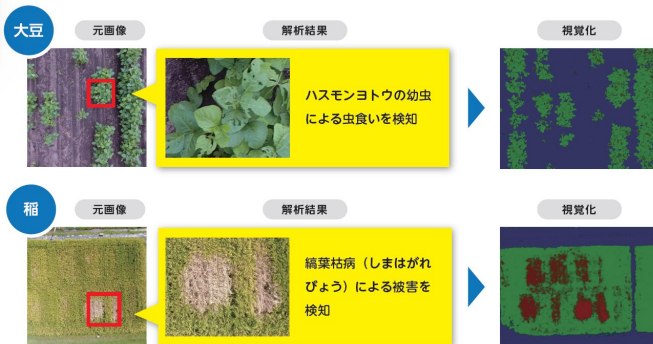 大豆
元画像
解析結果
視覚化
ハスモンヨトウの幼虫
による虫食いを検知
稲
元画像
解析結果
視覚化
縞葉枯病（しまはがれ
びょう）による被害を
検知